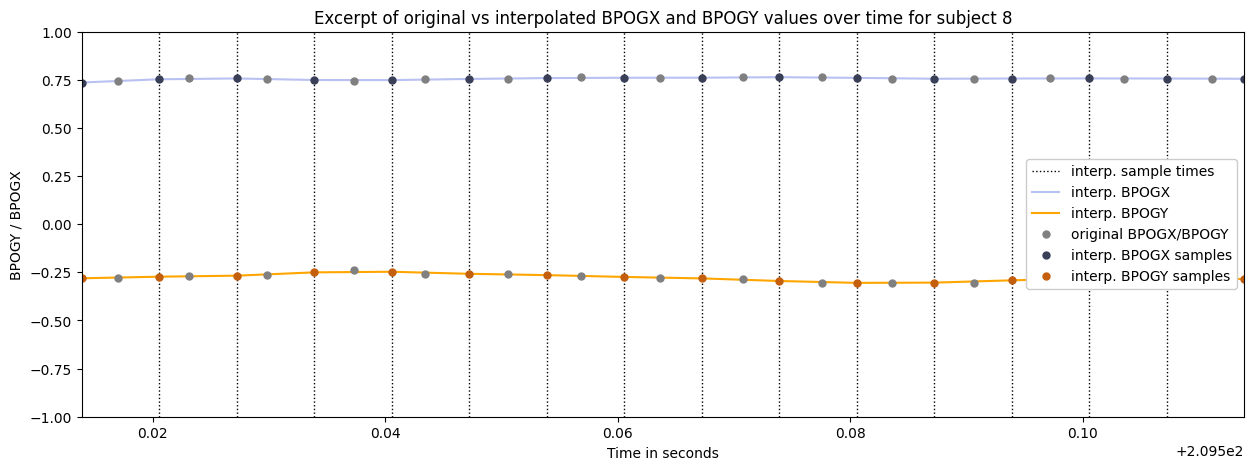 Excerpt of original vs interpolated BPOGX and BPOGY values over time for subject 8
1.00
0.75
0.50
0.25
0.00
−0.25
−0.50
−0.75
−1.00
BPOGY / BPOGX
interp. sample times
interp. BPOGX
interp. BPOGY
original BPOGX/BPOGY
interp. BPOGX samples
interp. BPOGY samples
0.02
0.04
0.06
0.08
0.10
+2.095e2
Time in seconds